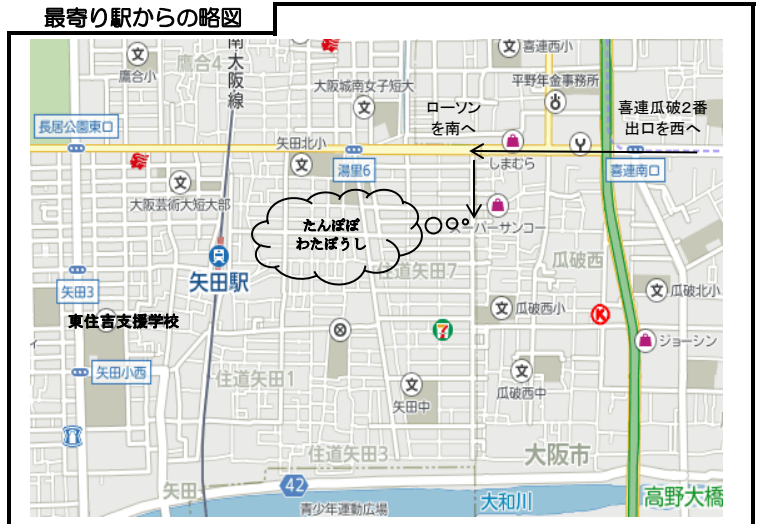 最寄り駅からの略図
南大阪線
鷹合4
鷹合小
大阪城南女子短大
喜連西小
平野年金事務所
ローソン
を南へ
喜連瓜破2番
出口を西へ
長居公園東口
矢田北小
湯里6
しまむら
喜連南口
大阪芸術大短大部
たんぽぽ
わたぼうし
スーパーサンコー
矢田駅
住道矢田7
瓜破西
矢田3
瓜破北小
東住吉支援学校
瓜破西小
K
7
ジョーシン
矢田小西
住道矢田1
矢田中
瓜破西中
住道矢田3
大阪市
矢田
42
青少年運動広場
大和川
高野大橋